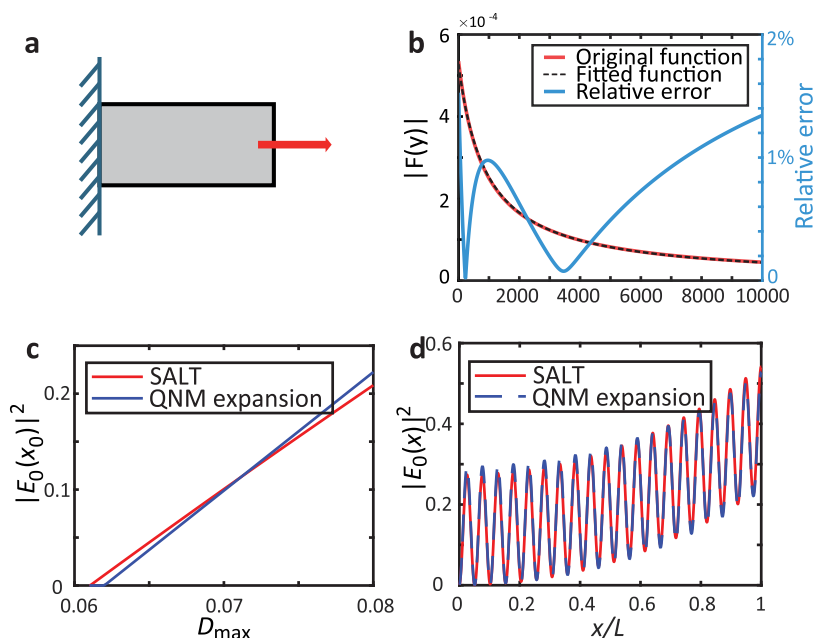 a
b
×10⁻⁴
6
4
2
0
|F(y)|
Original function
Fitted function
Relative error
2%
1%
0
Relative error
0 2000 4000 6000 8000 10000
c
SALT
QNM expansion
0.2
0.1
0
|E₀(x₀)|²
0.06 0.07 0.08
D_max
d
SALT
QNM expansion
0.6
0.4
0.2
0
|E₀(x)|²
0 0.2 0.4 0.6 0.8 1
x/L